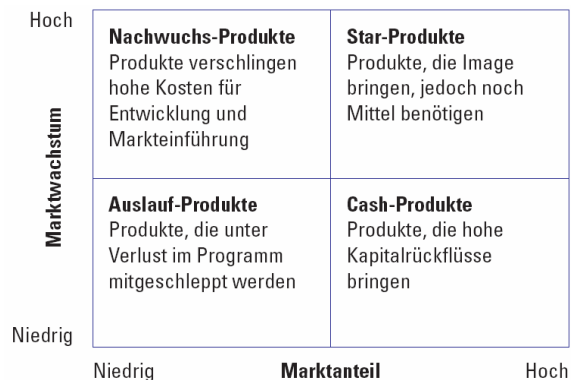 Hoch
Nachwuchs-Produkte
Produkte verschlingen
hohe Kosten für
Entwicklung und
Markteinführung
Star-Produkte
Produkte, die Image
bringen, jedoch noch
Mittel benötigen
Marktwachstum
Auslauf-Produkte
Produkte, die unter
Verlust im Programm
mitgeschleppt werden
Cash-Produkte
Produkte, die hohe
Kapitalrückflüsse
bringen
Niedrig
Niedrig Marktanteil Hoch